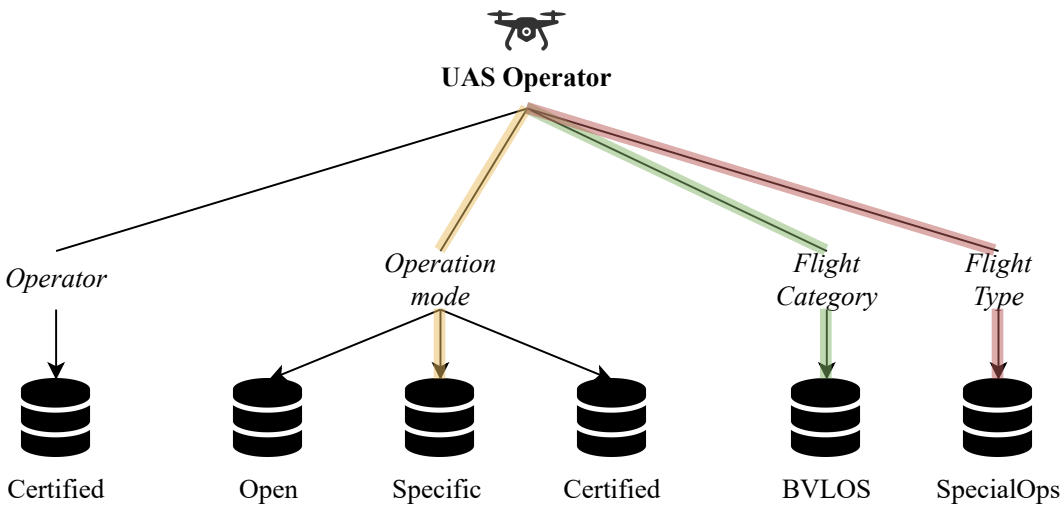 UAS Operator
Operator
Operation
mode
Flight
Category
Flight
Type
Certified
Open
Specific
Certified
BVLOS
SpecialOps